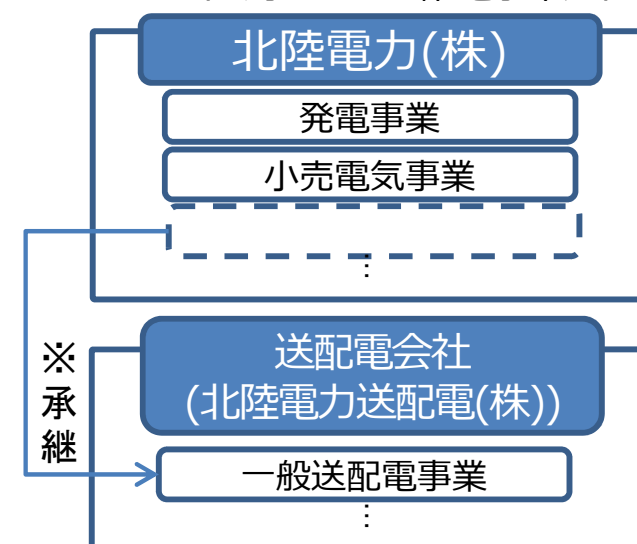 北陸電力(株)
発電事業
小売電気事業
…
※承継
送配電会社
(北陸電力送配電(株))
一般送配電事業
…